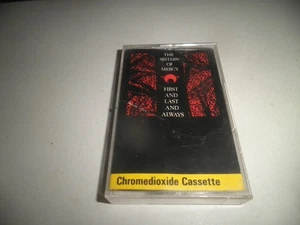 THE
SISTERS
OF
MERCY
FIRST
AND
LAST
AND
ALWAYS
Chromedioxide Cassette